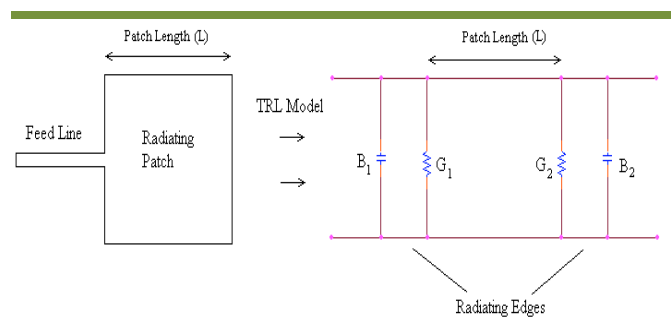 Patch Length (L)
Patch Length (L)
TRL Model
Feed Line
Radiating
Patch
B1
G1
G2
B2
Radiating Edges